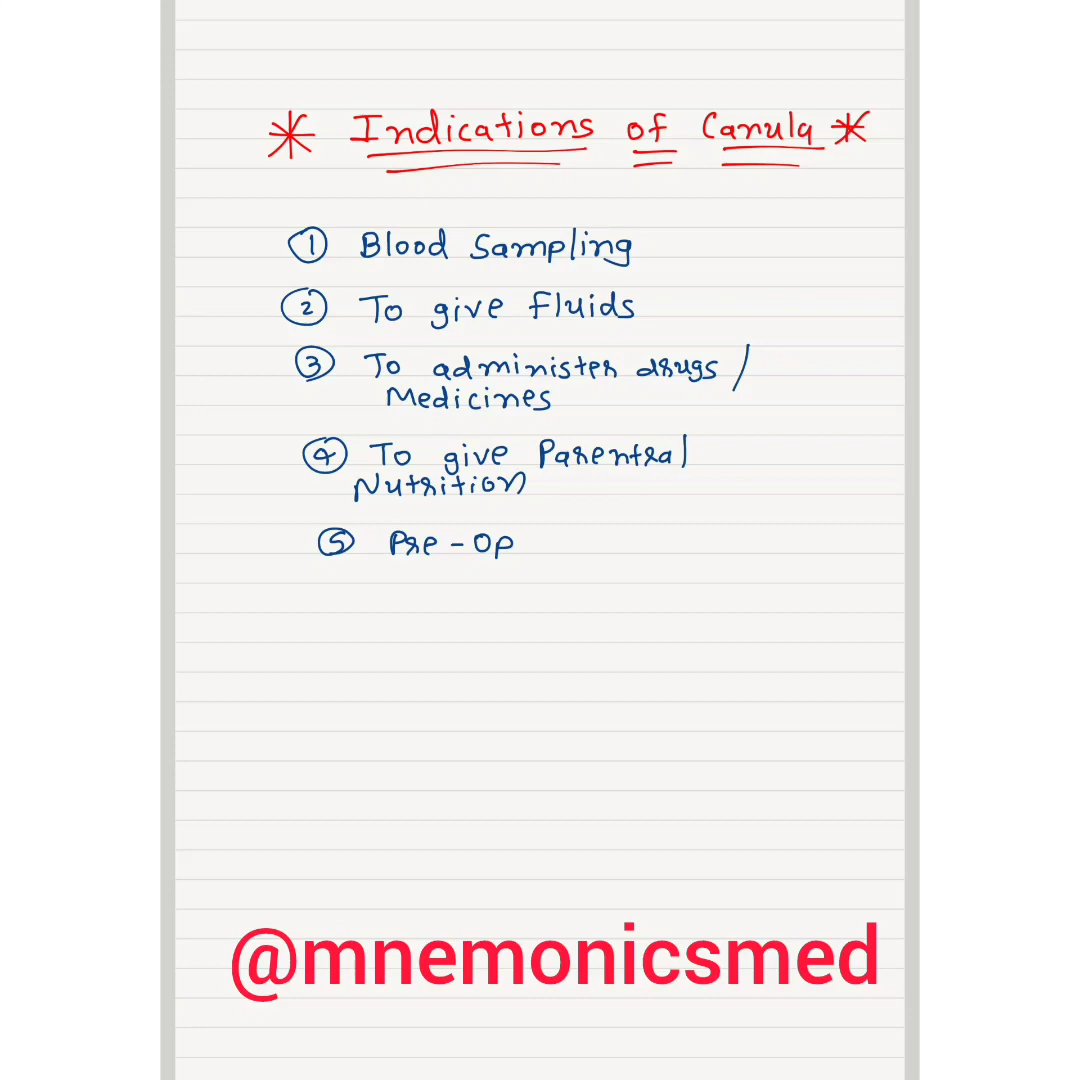 * Indications of Canula *
① Blood Sampling
② To give fluids
③ To administer drugs /
Medicines
④ To give Parentral
Nutrition
⑤ Pre-Op
@mnemonicsmed